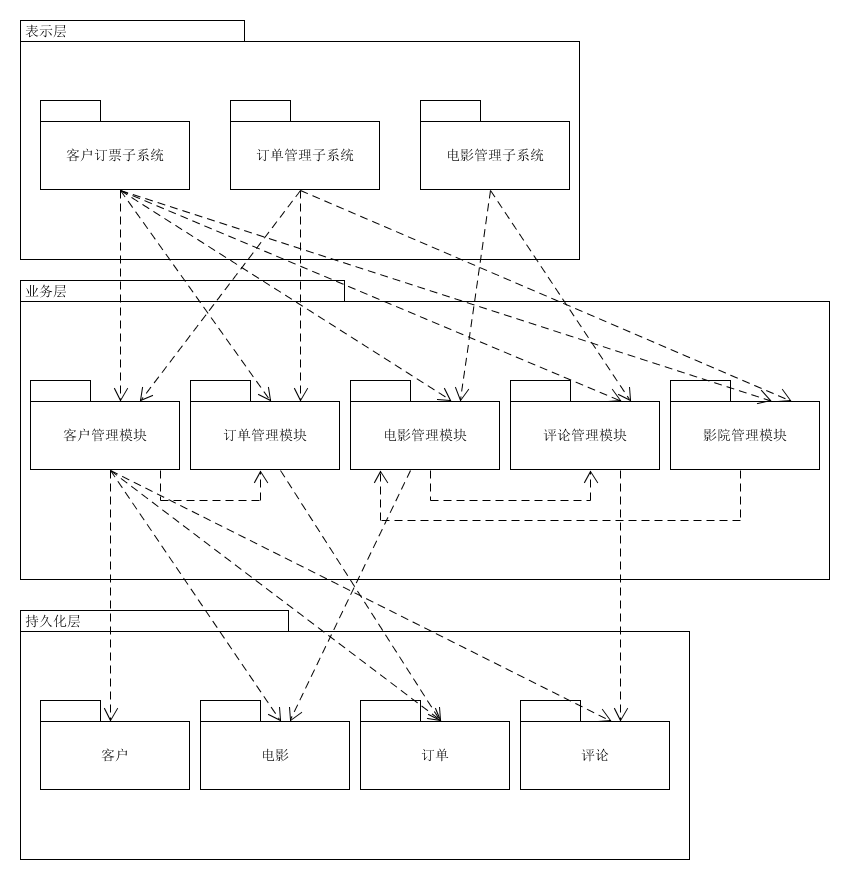 表示层
客户订票子系统
订单管理子系统
电影管理子系统
业务层
客户管理模块
订单管理模块
电影管理模块
评论管理模块
影院管理模块
持久化层
客户
电影
订单
评论